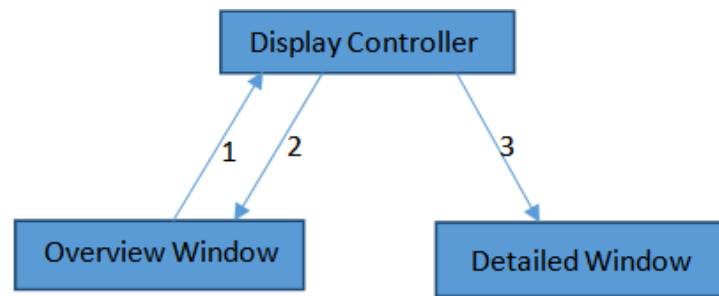 Display Controller
1
2
3
Overview Window
Detailed Window